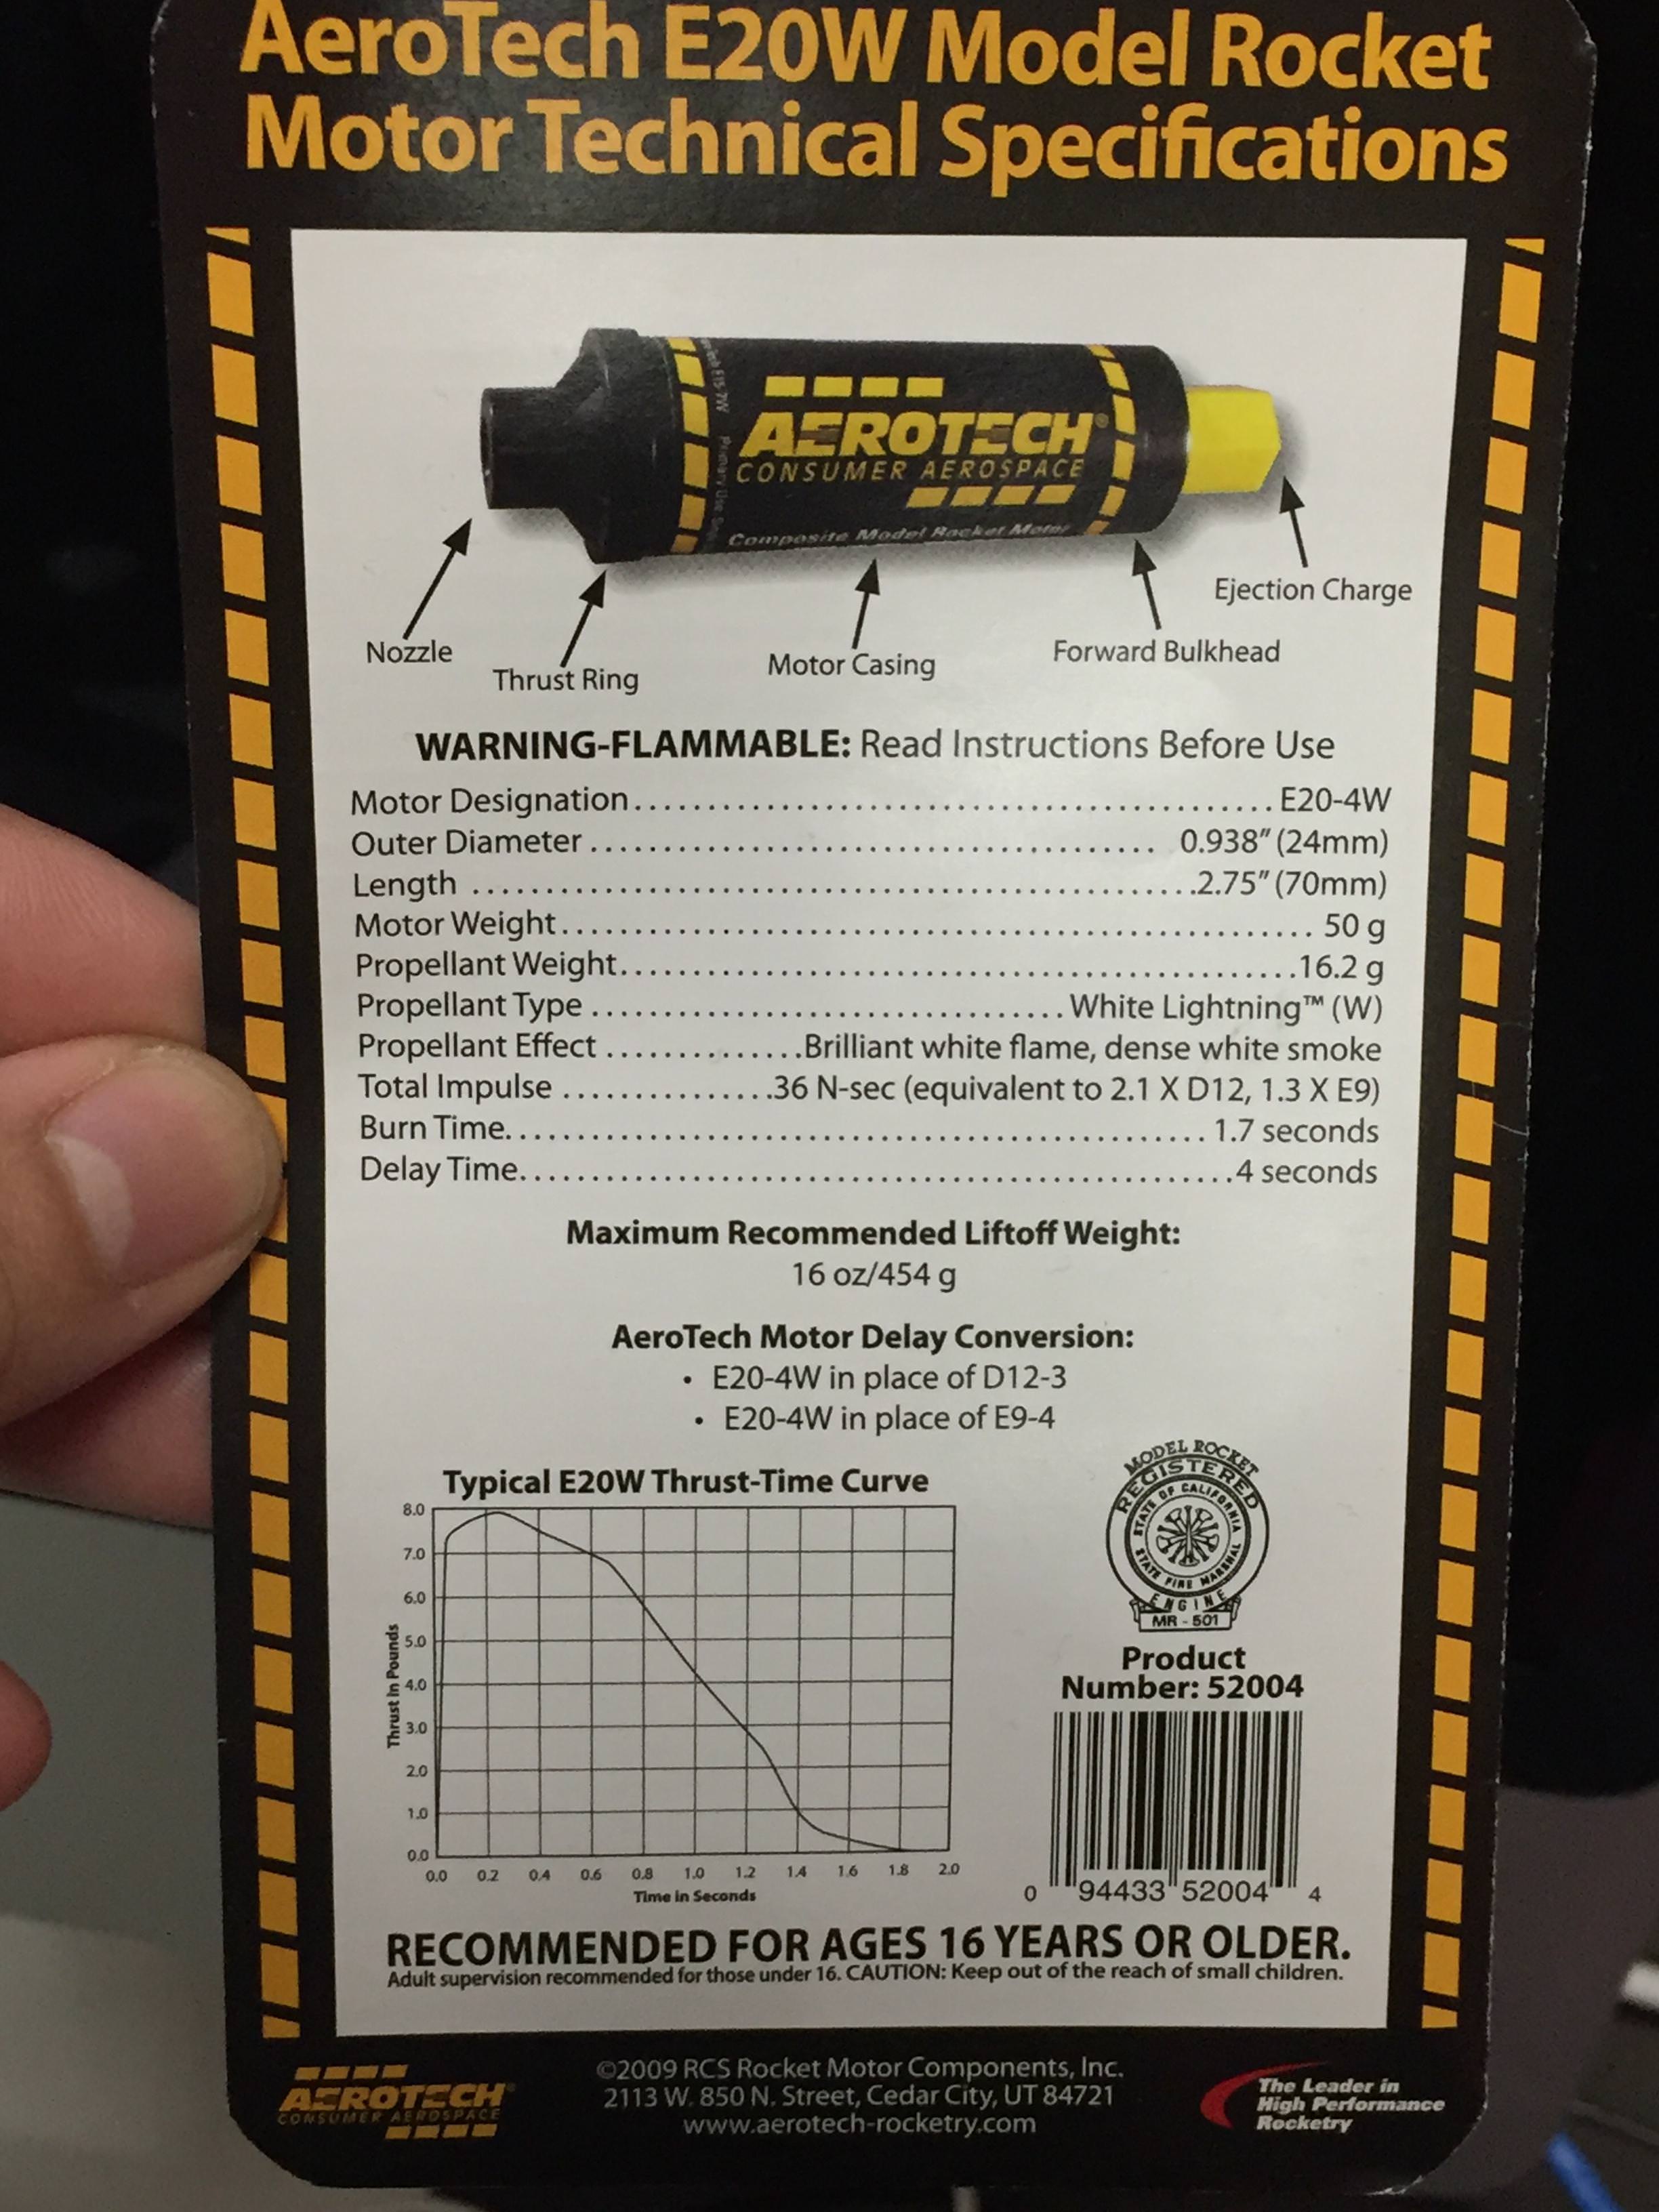 AeroTech E20W Model Rocket
Motor Technical Specifications
AEROTECH®
CONSUMER AEROSPACE
Composite Model Rocket Motor
Nozzle
Thrust Ring
Motor Casing
Forward Bulkhead
Ejection Charge
WARNING-FLAMMABLE: Read Instructions Before Use
Motor Designation............................................E20-4W
Outer Diameter....................................... 0.938" (24mm)
Length ..................................................2.75" (70mm)
Motor Weight.................................................... 50 g
Propellant Weight...............................................16.2 g
Propellant Type.................................White Lightning™ (W)
Propellant Effect..............Brilliant white flame, dense white smoke
Total Impulse ...............36 N-sec (equivalent to 2.1 X D12, 1.3 X E9)
Burn Time................................................1.7 seconds
Delay Time.................................................4 seconds
Maximum Recommended Liftoff Weight:
16 oz/454 g
AeroTech Motor Delay Conversion:
• E20-4W in place of D12-3
• E20-4W in place of E9-4
Typical E20W Thrust-Time Curve
8.0
7.0
6.0
5.0
4.0
3.0
2.0
1.0
0.0
Thrust in Pounds
0.0 0.2 0.4 0.6 0.8 1.0 1.2 1.4 1.6 1.8 2.0
Time in Seconds
MODEL ROCKET
REGISTERED
STATE OF CALIFORNIA
STATE FIRE MARSHAL
ENGINE
MR - 501
Product
Number: 52004
0 94433 52004 4
RECOMMENDED FOR AGES 16 YEARS OR OLDER.
Adult supervision recommended for those under 16. CAUTION: Keep out of the reach of small children.
AEROTECH®
CONSUMER AEROSPACE
©2009 RCS Rocket Motor Components, Inc.
2113 W. 850 N. Street, Cedar City, UT 84721
www.aerotech-rocketry.com
The Leader in
High Performance
Rocketry